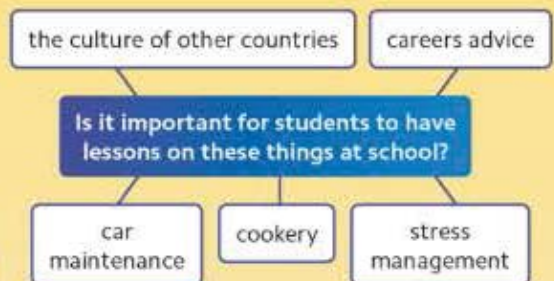 the culture of other countries
careers advice
Is it important for students to have
lessons on these things at school?
car
maintenance
cookery
stress
management